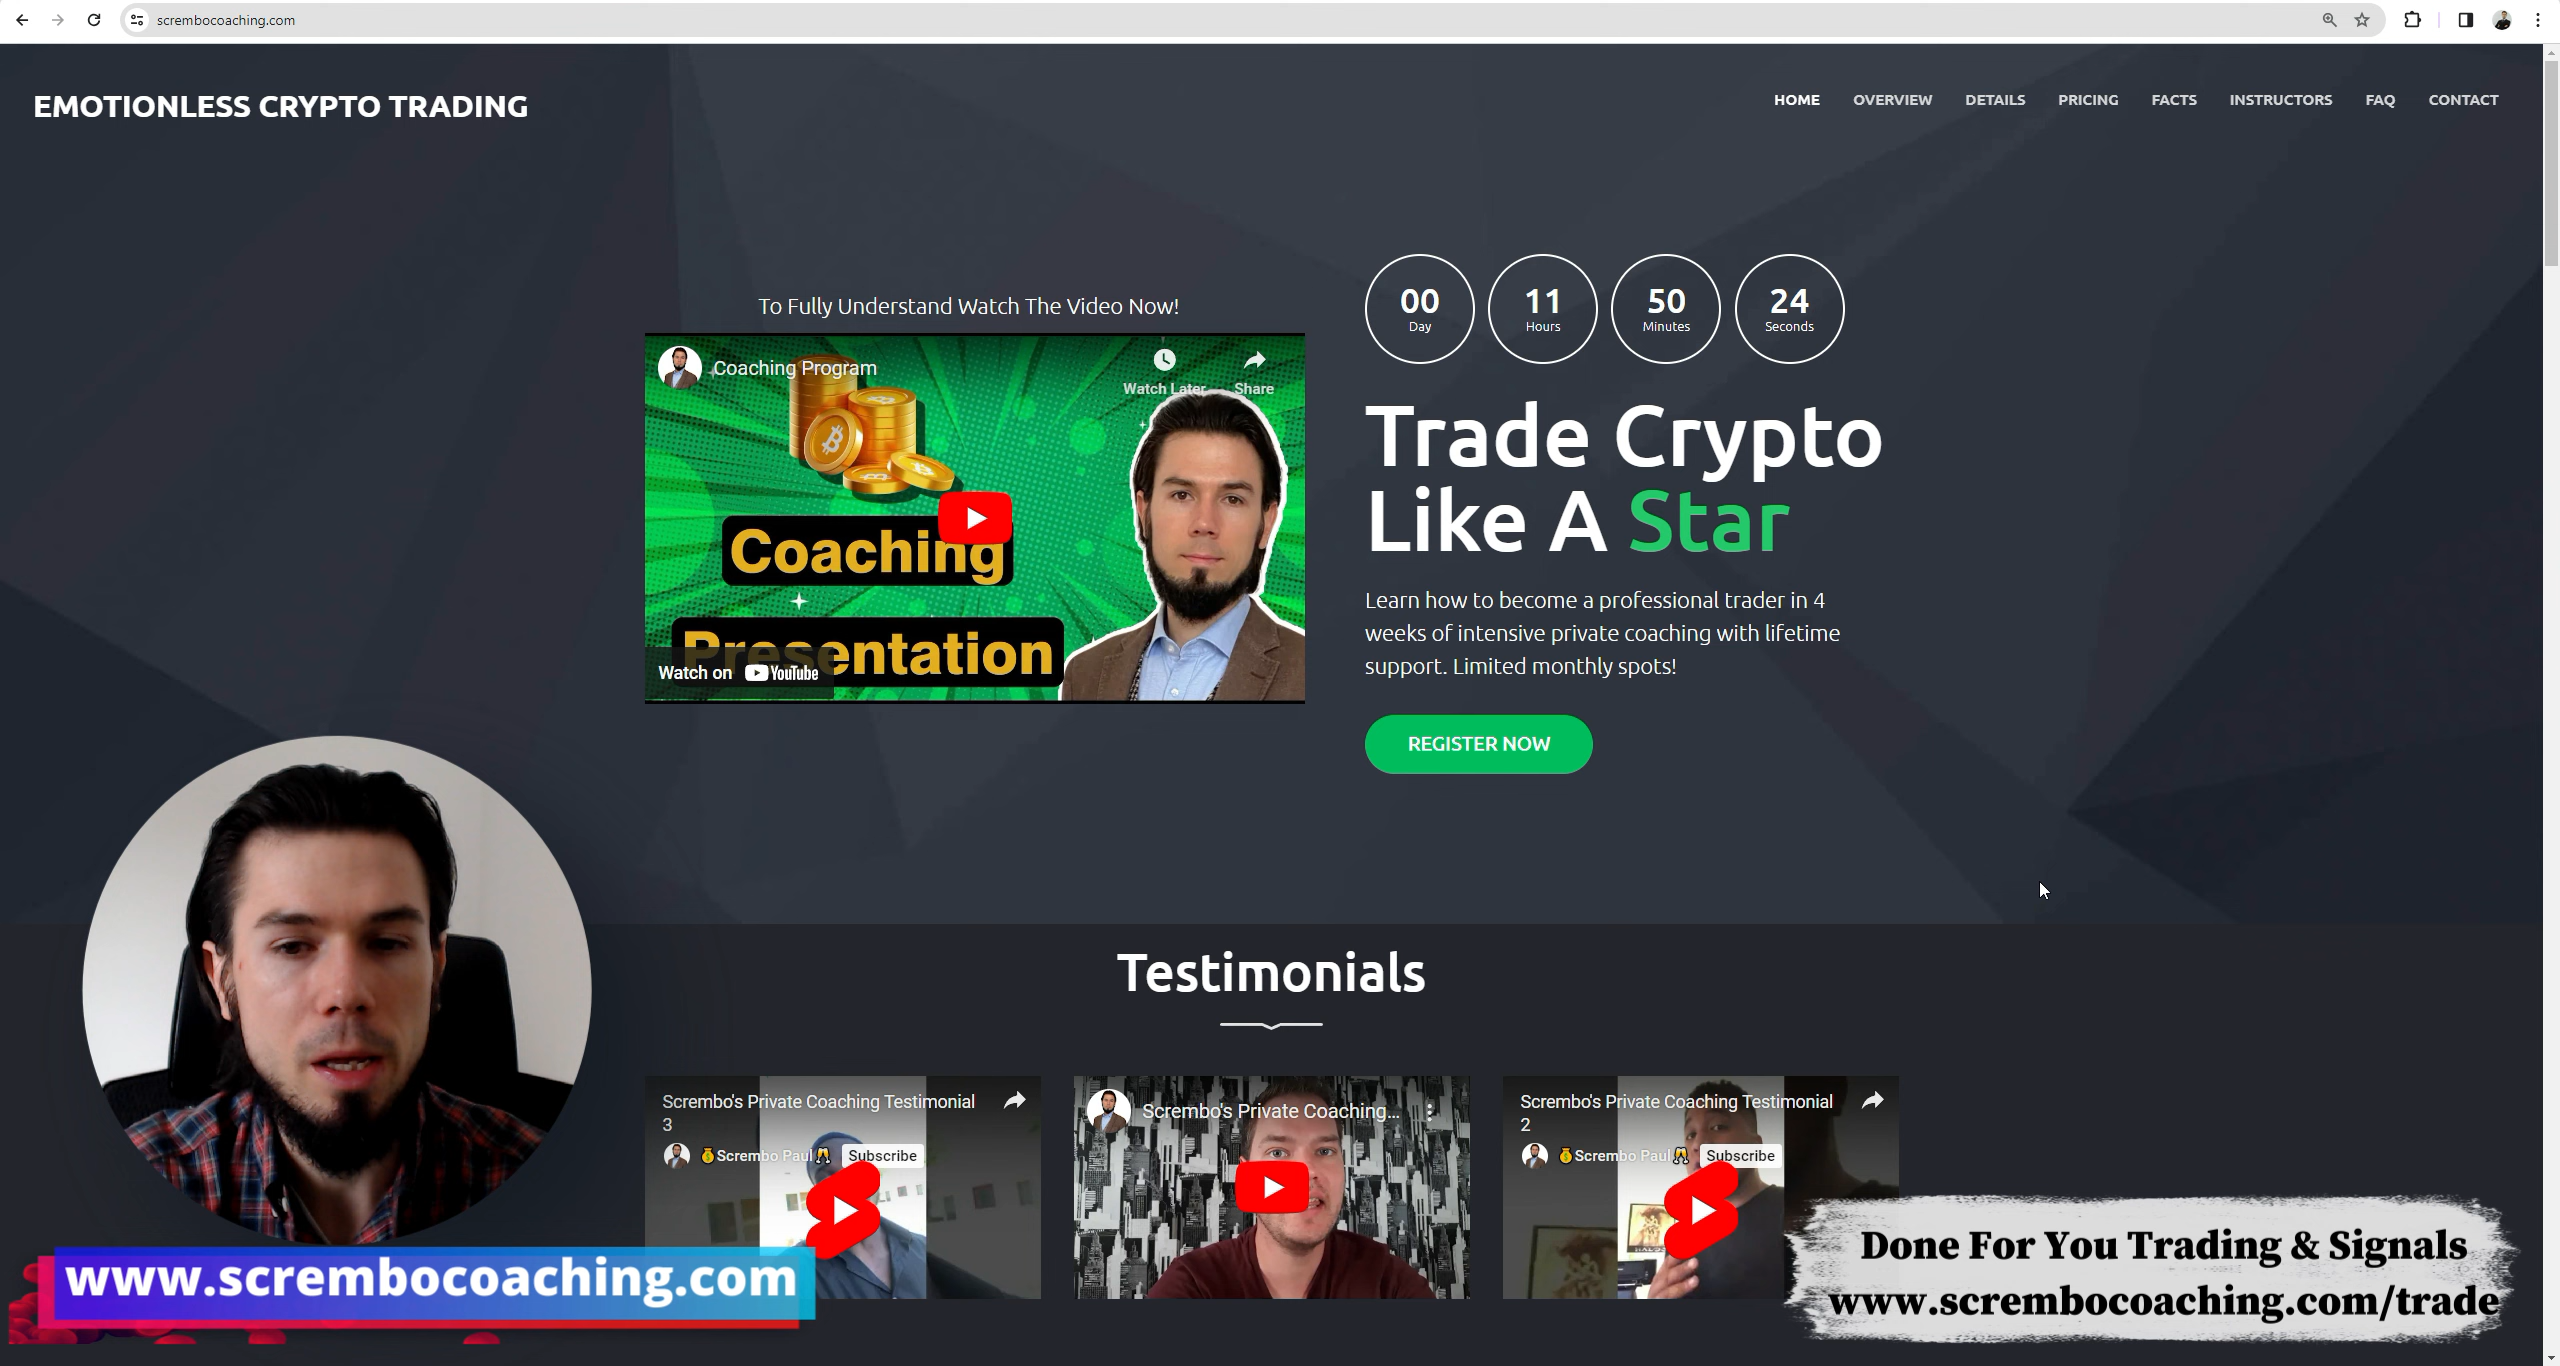 scrembocoaching.com
EMOTIONLESS CRYPTO TRADING
HOME OVERVIEW DETAILS PRICING FACTS INSTRUCTORS FAQ CONTACT
To Fully Understand Watch The Video Now!
Coaching Program
Watch Later
Share
Coaching
Presentation
Watch on YouTube
00 11 50 24
Day Hours Minutes Seconds
Trade Crypto
Like A Star
Learn how to become a professional trader in 4
weeks of intensive private coaching with lifetime
support. Limited monthly spots!
REGISTER NOW
Testimonials
Scrembo's Private Coaching Testimonial
3
Scrembo Paul
Subscribe
Scrembo's Private Coaching...
Scrembo's Private Coaching Testimonial
2
Scrembo Paul
Subscribe
www.scrembocoaching.com
Done For You Trading & Signals
www.scrembocoaching.com/trade